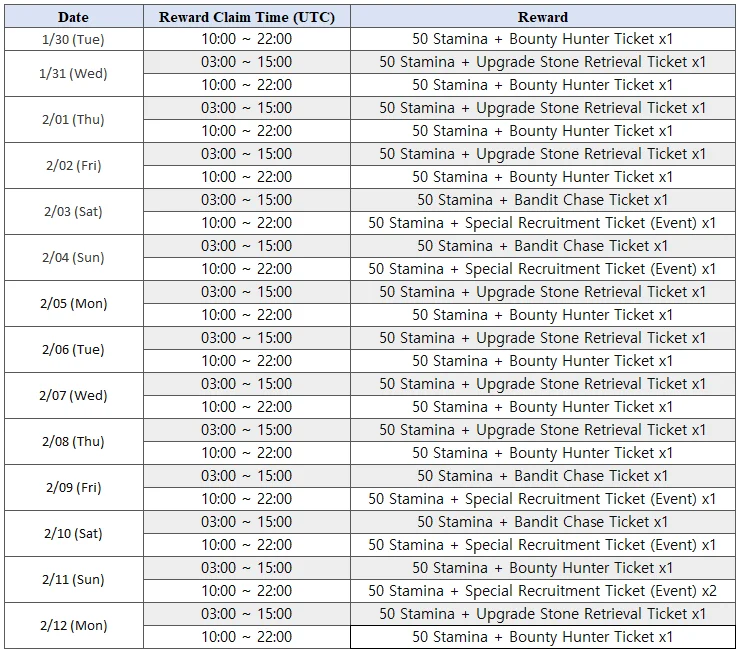 Date Reward Claim Time (UTC) Reward
1/30 (Tue) 10:00 ~ 22:00 50 Stamina + Bounty Hunter Ticket x1
1/31 (Wed) 03:00 ~ 15:00 50 Stamina + Upgrade Stone Retrieval Ticket x1
10:00 ~ 22:00 50 Stamina + Bounty Hunter Ticket x1
2/01 (Thu) 03:00 ~ 15:00 50 Stamina + Upgrade Stone Retrieval Ticket x1
10:00 ~ 22:00 50 Stamina + Bounty Hunter Ticket x1
2/02 (Fri) 03:00 ~ 15:00 50 Stamina + Upgrade Stone Retrieval Ticket x1
10:00 ~ 22:00 50 Stamina + Bounty Hunter Ticket x1
2/03 (Sat) 03:00 ~ 15:00 50 Stamina + Bandit Chase Ticket x1
10:00 ~ 22:00 50 Stamina + Special Recruitment Ticket (Event) x1
2/04 (Sun) 03:00 ~ 15:00 50 Stamina + Bandit Chase Ticket x1
10:00 ~ 22:00 50 Stamina + Special Recruitment Ticket (Event) x1
2/05 (Mon) 03:00 ~ 15:00 50 Stamina + Upgrade Stone Retrieval Ticket x1
10:00 ~ 22:00 50 Stamina + Bounty Hunter Ticket x1
2/06 (Tue) 03:00 ~ 15:00 50 Stamina + Upgrade Stone Retrieval Ticket x1
10:00 ~ 22:00 50 Stamina + Bounty Hunter Ticket x1
2/07 (Wed) 03:00 ~ 15:00 50 Stamina + Upgrade Stone Retrieval Ticket x1
10:00 ~ 22:00 50 Stamina + Bounty Hunter Ticket x1
2/08 (Thu) 03:00 ~ 15:00 50 Stamina + Upgrade Stone Retrieval Ticket x1
10:00 ~ 22:00 50 Stamina + Bounty Hunter Ticket x1
2/09 (Fri) 03:00 ~ 15:00 50 Stamina + Bandit Chase Ticket x1
10:00 ~ 22:00 50 Stamina + Special Recruitment Ticket (Event) x1
2/10 (Sat) 03:00 ~ 15:00 50 Stamina + Bandit Chase Ticket x1
10:00 ~ 22:00 50 Stamina + Special Recruitment Ticket (Event) x1
2/11 (Sun) 03:00 ~ 15:00 50 Stamina + Bounty Hunter Ticket x1
10:00 ~ 22:00 50 Stamina + Special Recruitment Ticket (Event) x2
2/12 (Mon) 03:00 ~ 15:00 50 Stamina + Upgrade Stone Retrieval Ticket x1
10:00 ~ 22:00 50 Stamina + Bounty Hunter Ticket x1